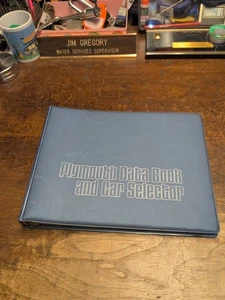 JIM GREGORY
WATER SERVICES SUPERVISOR
Plymouth Data Book
and Car Selector